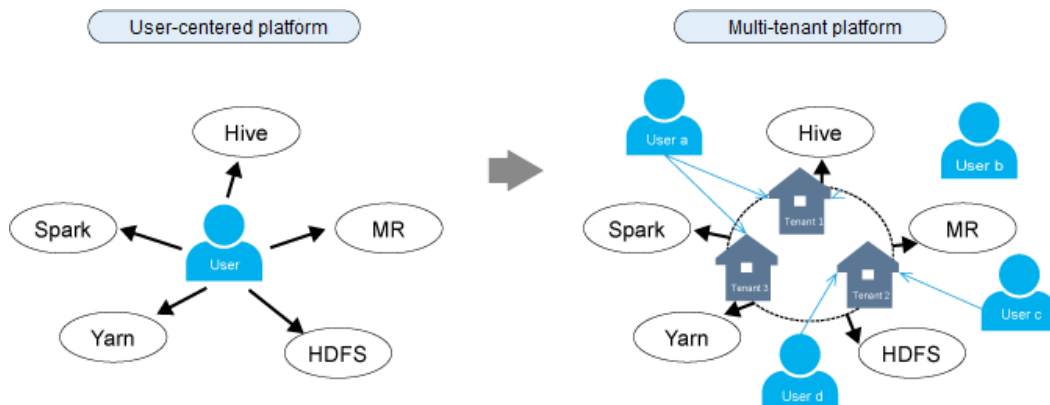 User-centered platform
Multi-tenant platform
Hive
Spark
User
MR
Yarn
HDFS
User a
Hive
User b
Tenant 1
Spark
MR
Tenant 3
Tenant 2
User c
Yarn
HDFS
User d